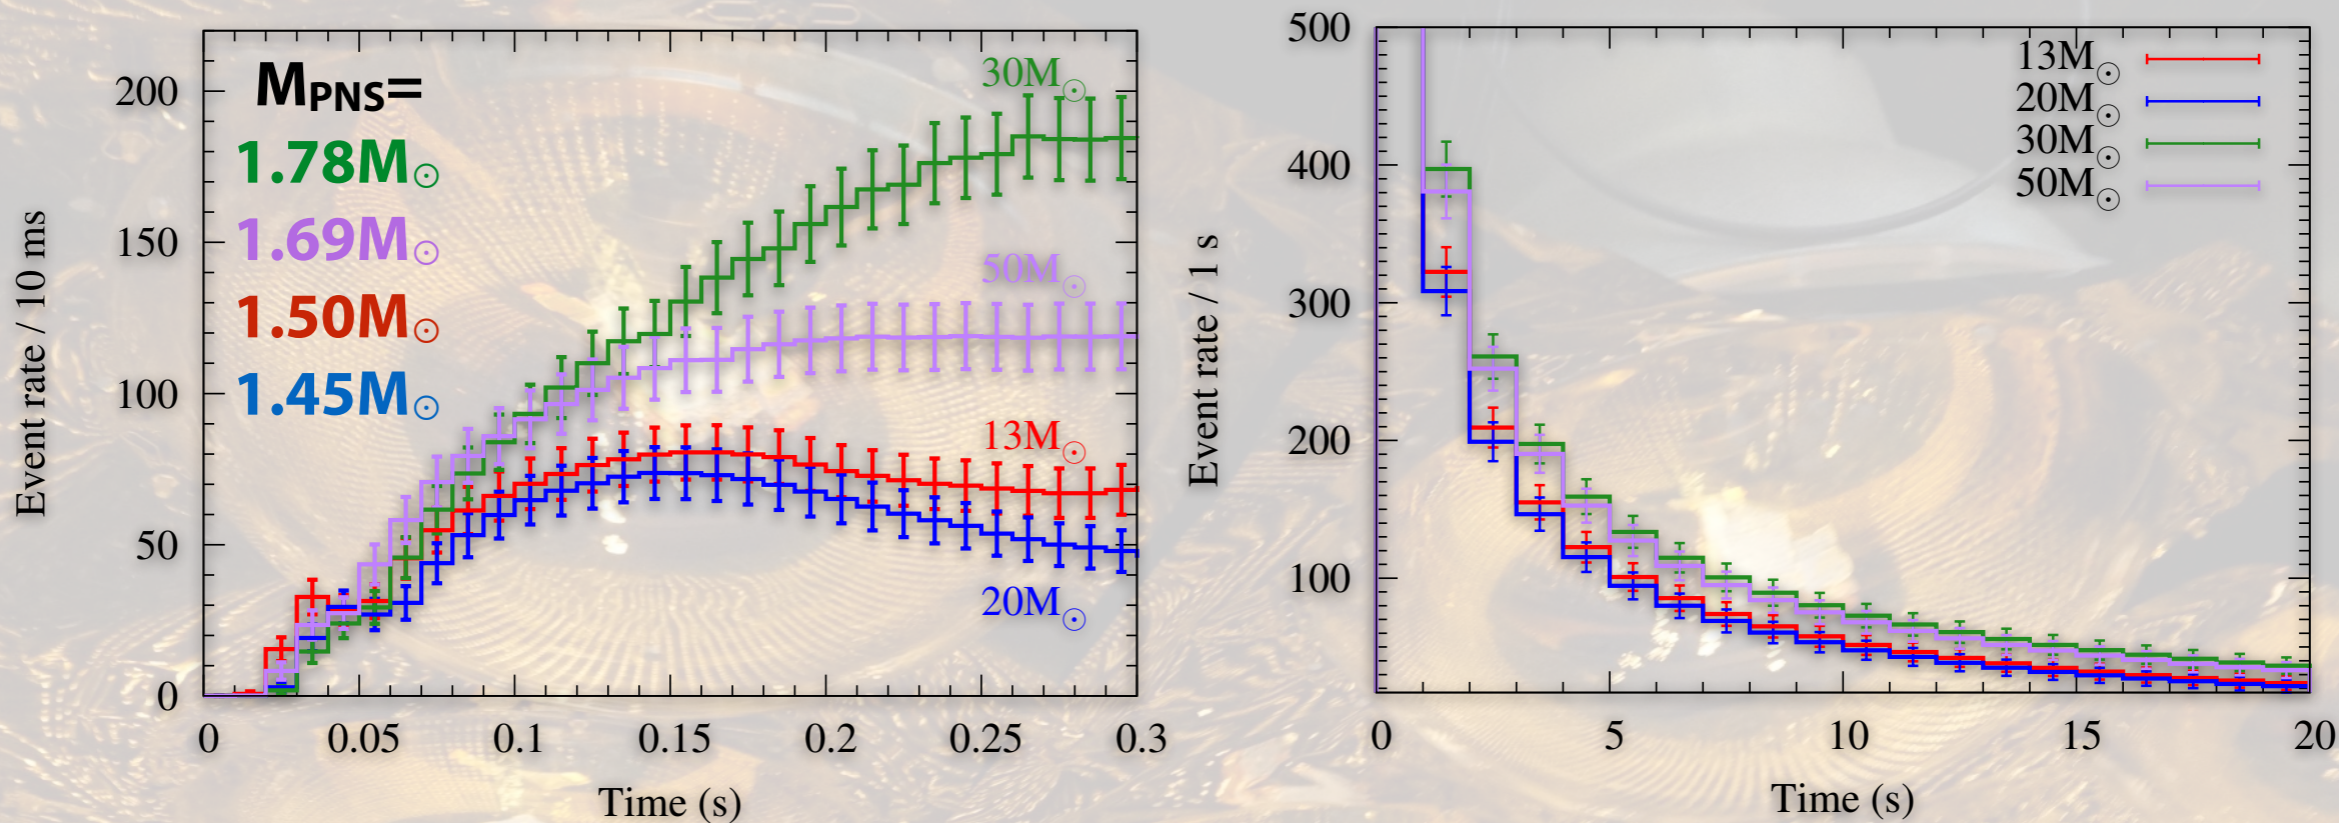 M_PNS=
1.78M☉
1.69M☉
1.50M☉
1.45M☉
30M☉
50M☉
13M☉
20M☉
200
150
100
50
0
0 0.05 0.1 0.15 0.2 0.25 0.3
Event rate / 10 ms
Time (s)
13M☉
20M☉
30M☉
50M☉
500
400
300
200
100
0 5 10 15 20
Event rate / 1 s
Time (s)